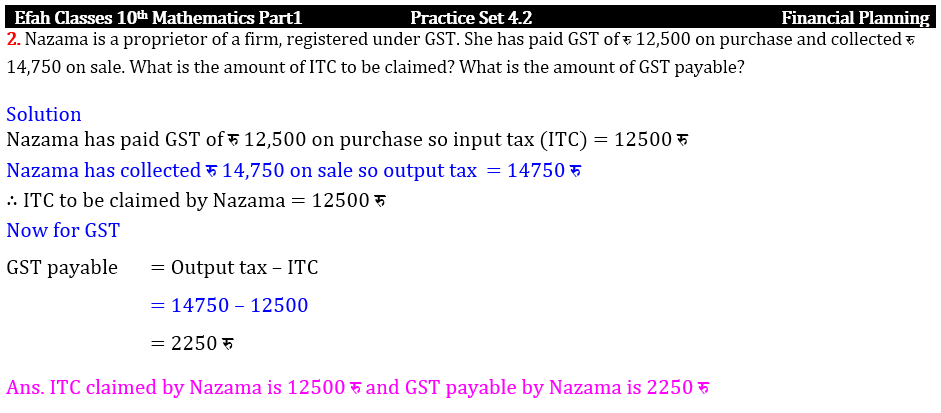 Efah Classes 10th Mathematics Part1 Practice Set 4.2 Financial Planning
2. Nazama is a proprietor of a firm, registered under GST. She has paid GST of रु 12,500 on purchase and collected रु
14,750 on sale. What is the amount of ITC to be claimed? What is the amount of GST payable?
Solution
Nazama has paid GST of रु 12,500 on purchase so input tax (ITC) = 12500 रु
Nazama has collected रु 14,750 on sale so output tax = 14750 रु
∴ ITC to be claimed by Nazama = 12500 रु
Now for GST
GST payable = Output tax – ITC
= 14750 – 12500
= 2250 रु
Ans. ITC claimed by Nazama is 12500 रु and GST payable by Nazama is 2250 रु